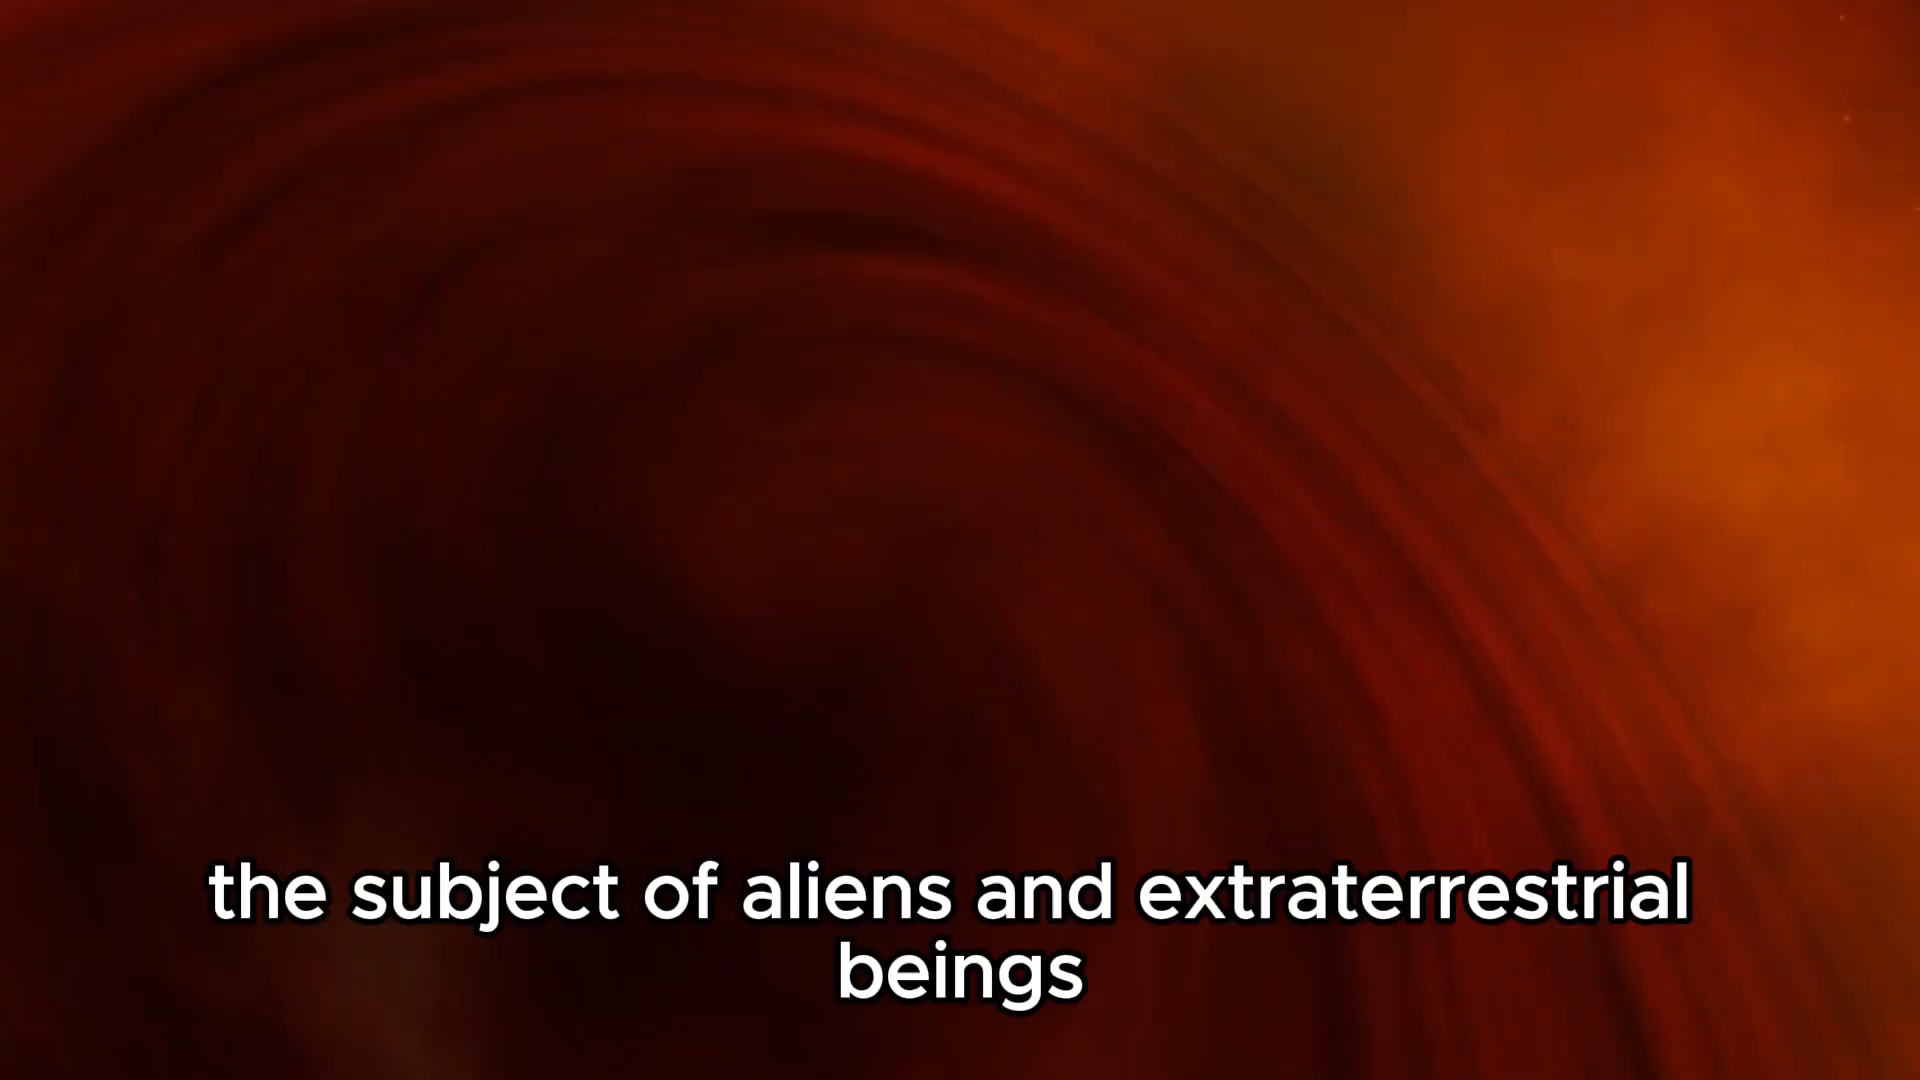 the subject of aliens and extraterrestrial
beings